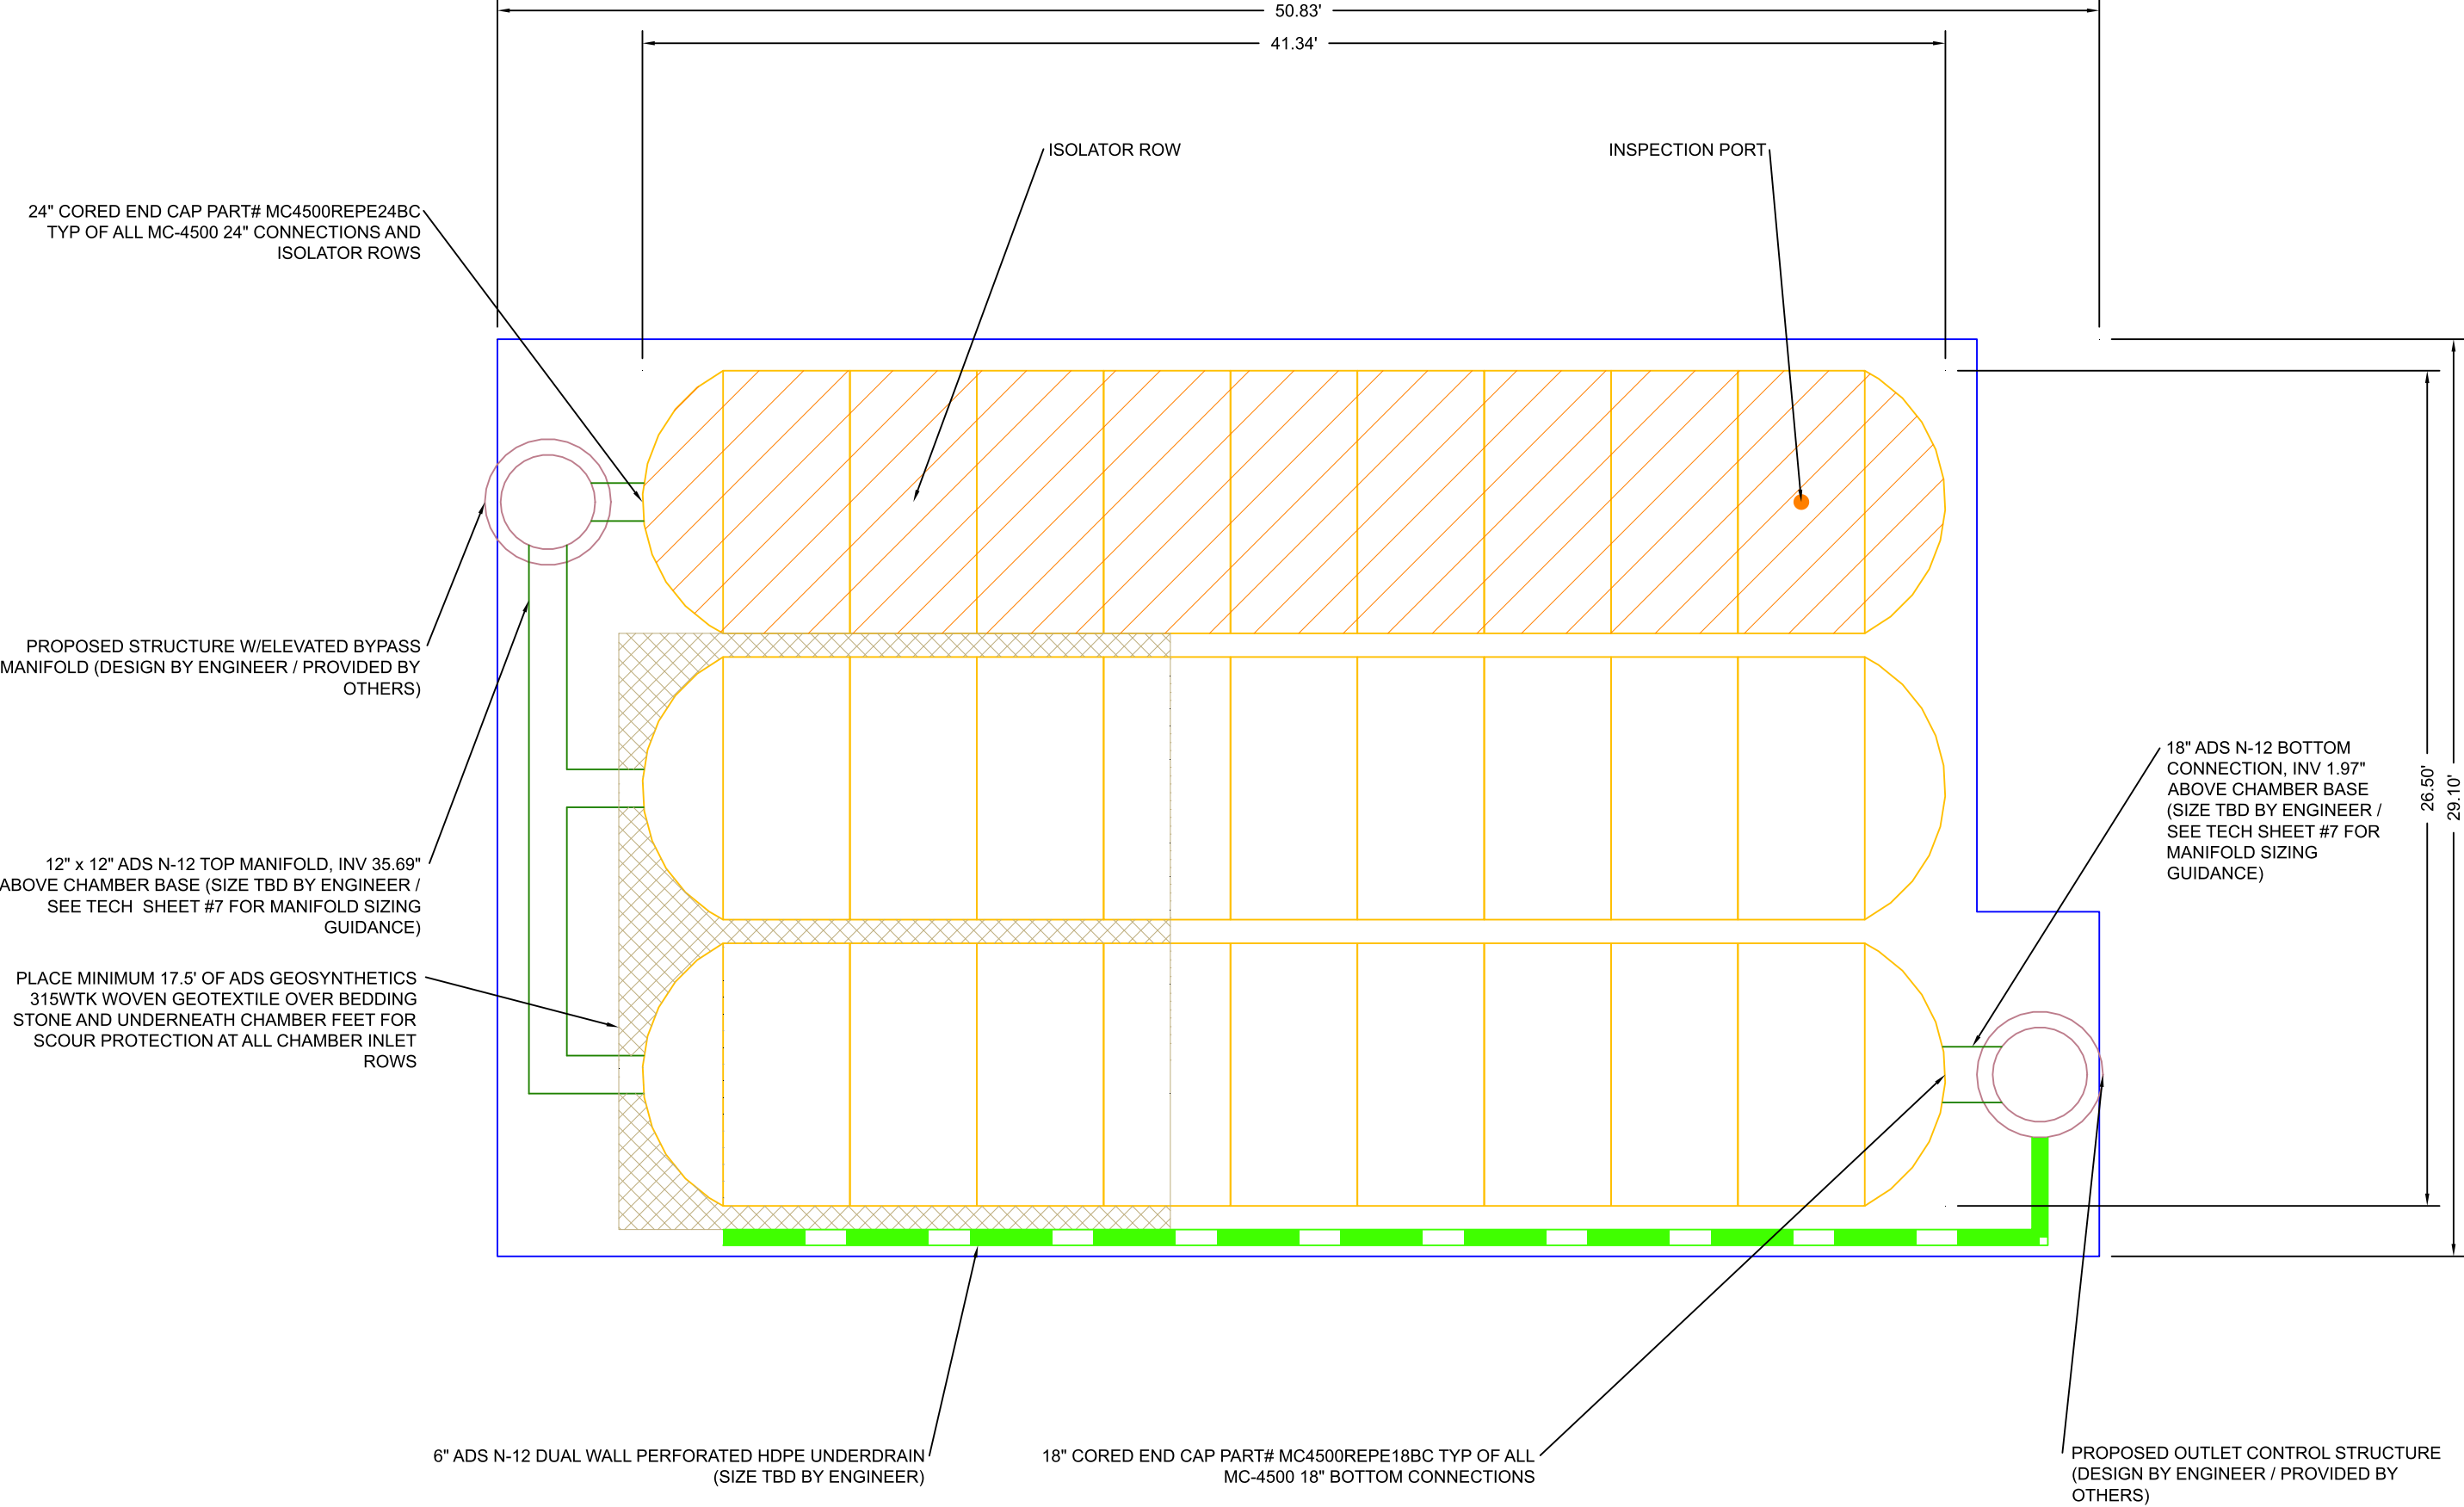 50.83'
41.34'
ISOLATOR ROW
INSPECTION PORT
24" CORED END CAP PART# MC4500REPE24BC
TYP OF ALL MC-4500 24" CONNECTIONS AND
ISOLATOR ROWS
PROPOSED STRUCTURE W/ELEVATED BYPASS
MANIFOLD (DESIGN BY ENGINEER / PROVIDED BY
OTHERS)
18" ADS N-12 BOTTOM
CONNECTION, INV 1.97"
ABOVE CHAMBER BASE
(SIZE TBD BY ENGINEER /
SEE TECH SHEET #7 FOR
MANIFOLD SIZING
GUIDANCE)
26.50'
29.10'
12" x 12" ADS N-12 TOP MANIFOLD, INV 35.69"
ABOVE CHAMBER BASE (SIZE TBD BY ENGINEER /
SEE TECH  SHEET #7 FOR MANIFOLD SIZING
GUIDANCE)
PLACE MINIMUM 17.5' OF ADS GEOSYNTHETICS
315WTK WOVEN GEOTEXTILE OVER BEDDING
STONE AND UNDERNEATH CHAMBER FEET FOR
SCOUR PROTECTION AT ALL CHAMBER INLET
ROWS
6" ADS N-12 DUAL WALL PERFORATED HDPE UNDERDRAIN
(SIZE TBD BY ENGINEER)
18" CORED END CAP PART# MC4500REPE18BC TYP OF ALL
MC-4500 18" BOTTOM CONNECTIONS
PROPOSED OUTLET CONTROL STRUCTURE
(DESIGN BY ENGINEER / PROVIDED BY
OTHERS)